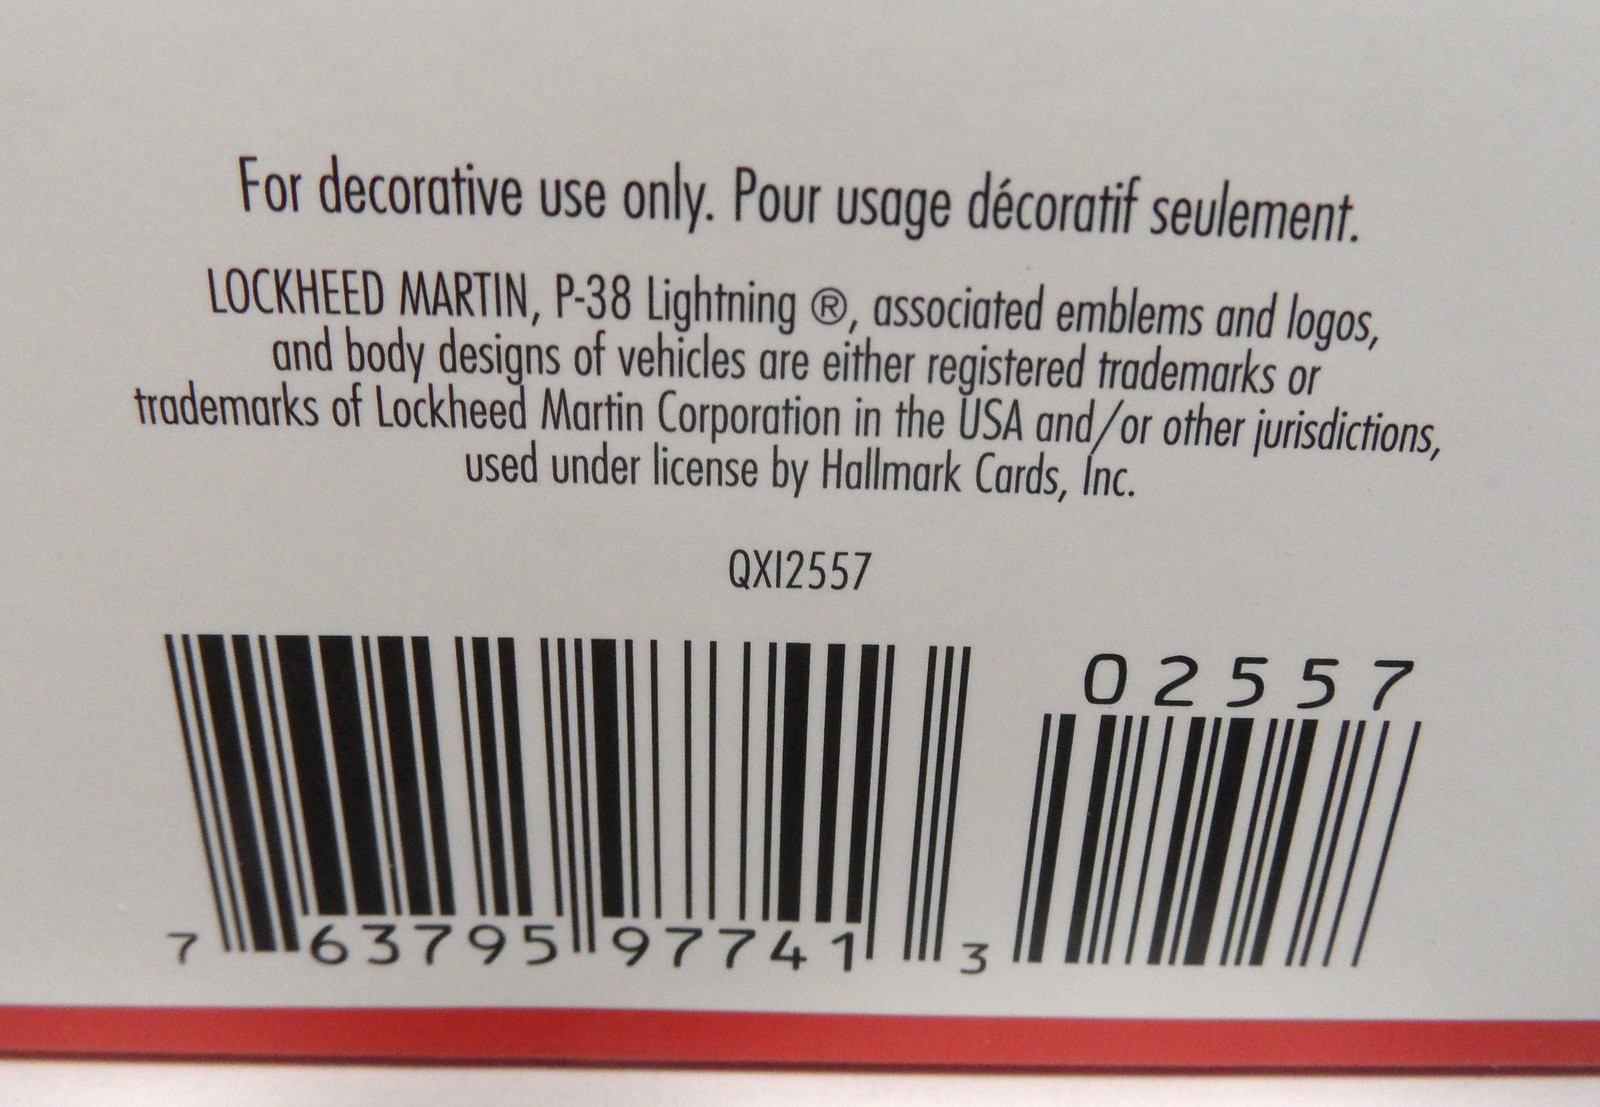 For decorative use only. Pour usage décoratif seulement.
LOCKHEED MARTIN, P-38 Lightning ®, associated emblems and logos,
and body designs of vehicles are either registered trademarks or
trademarks of Lockheed Martin Corporation in the USA and/or other jurisdictions,
used under license by Hallmark Cards, Inc.
QXI2557
02557
7 63795 97741 3